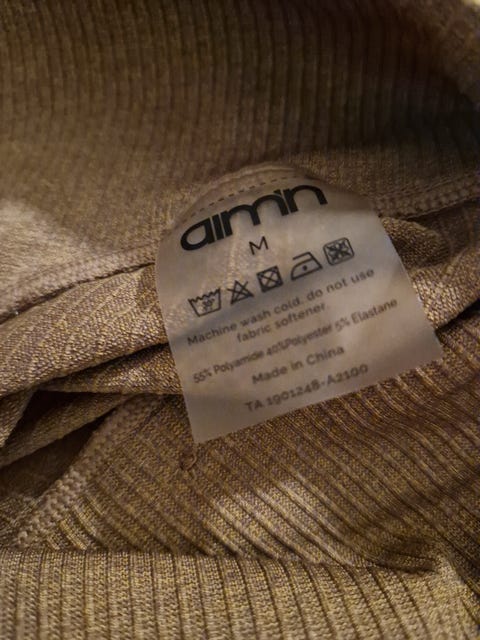 aim'n
M
Machine wash cold. do not use
fabric softener.
55% Polyamide 40%Polyester 5% Elastane
Made in China
TA 1901248-A2100